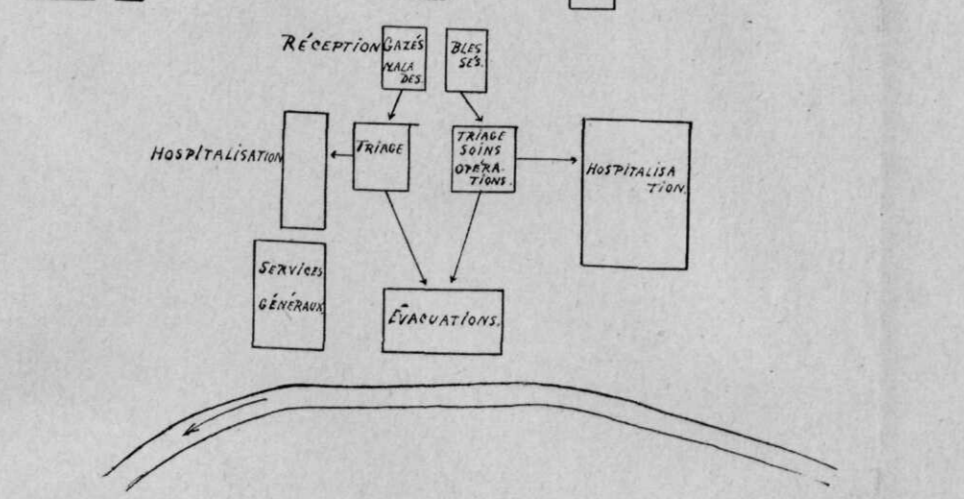 RÉCEPTION
GAZÉS
MALA
DES.
BLES
SÉS.
HOSPITALISATION
TRIAGE
TRIAGE
SOINS
OPÉRA-
TIONS.
HOSPITALISA
TION.
SERVICES
GÉNÉRAUX
ÉVACUATIONS.